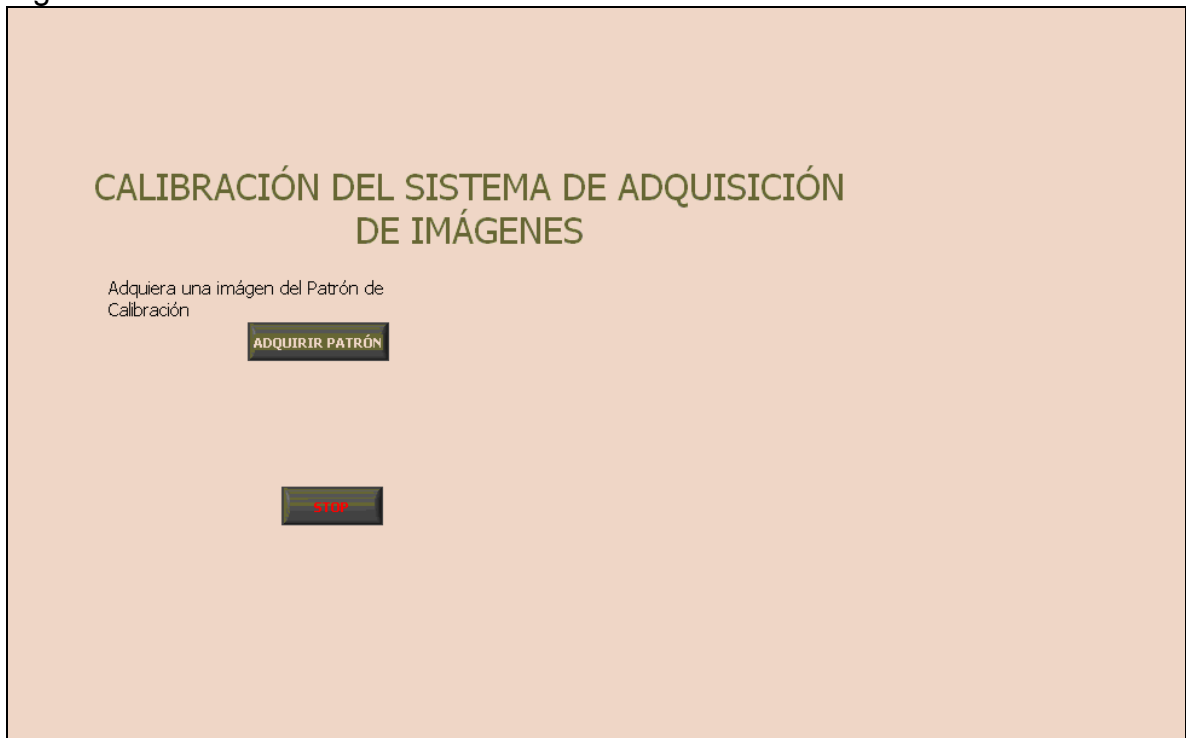 CALIBRACIÓN DEL SISTEMA DE ADQUISICIÓN
DE IMÁGENES
Adquiera una imágen del Patrón de
Calibración
ADQUIRIR PATRÓN
STOP